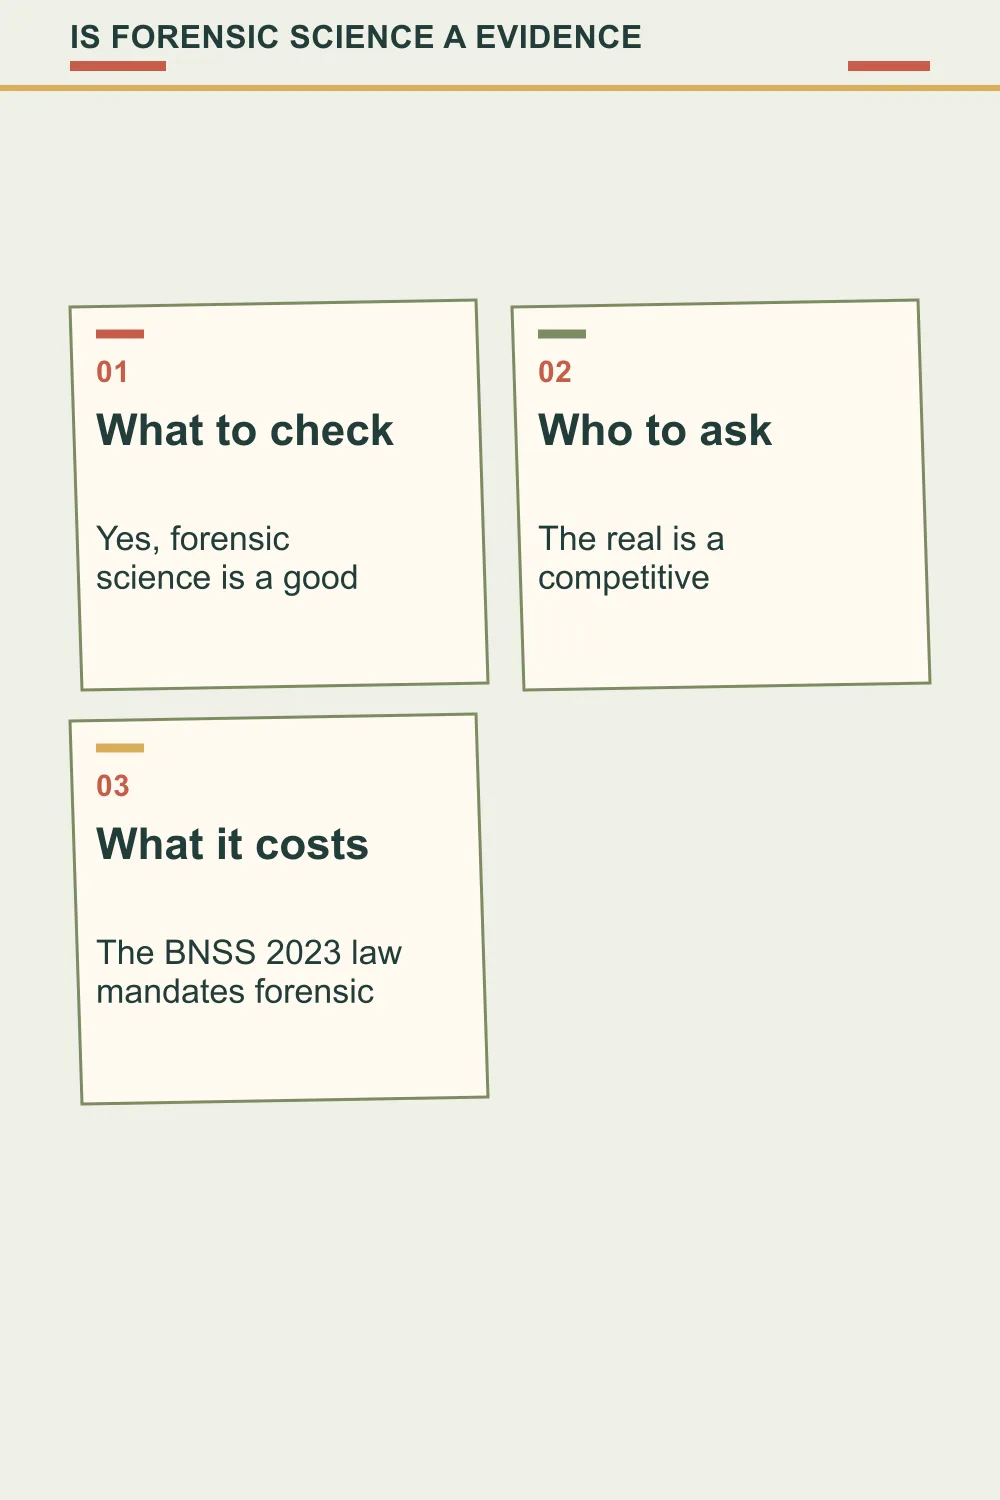 IS FORENSIC SCIENCE A EVIDENCE
01
What to check
Yes, forensic
science is a good
02
Who to ask
The real is a
competitive
03
What it costs
The BNSS 2023 law
mandates forensic